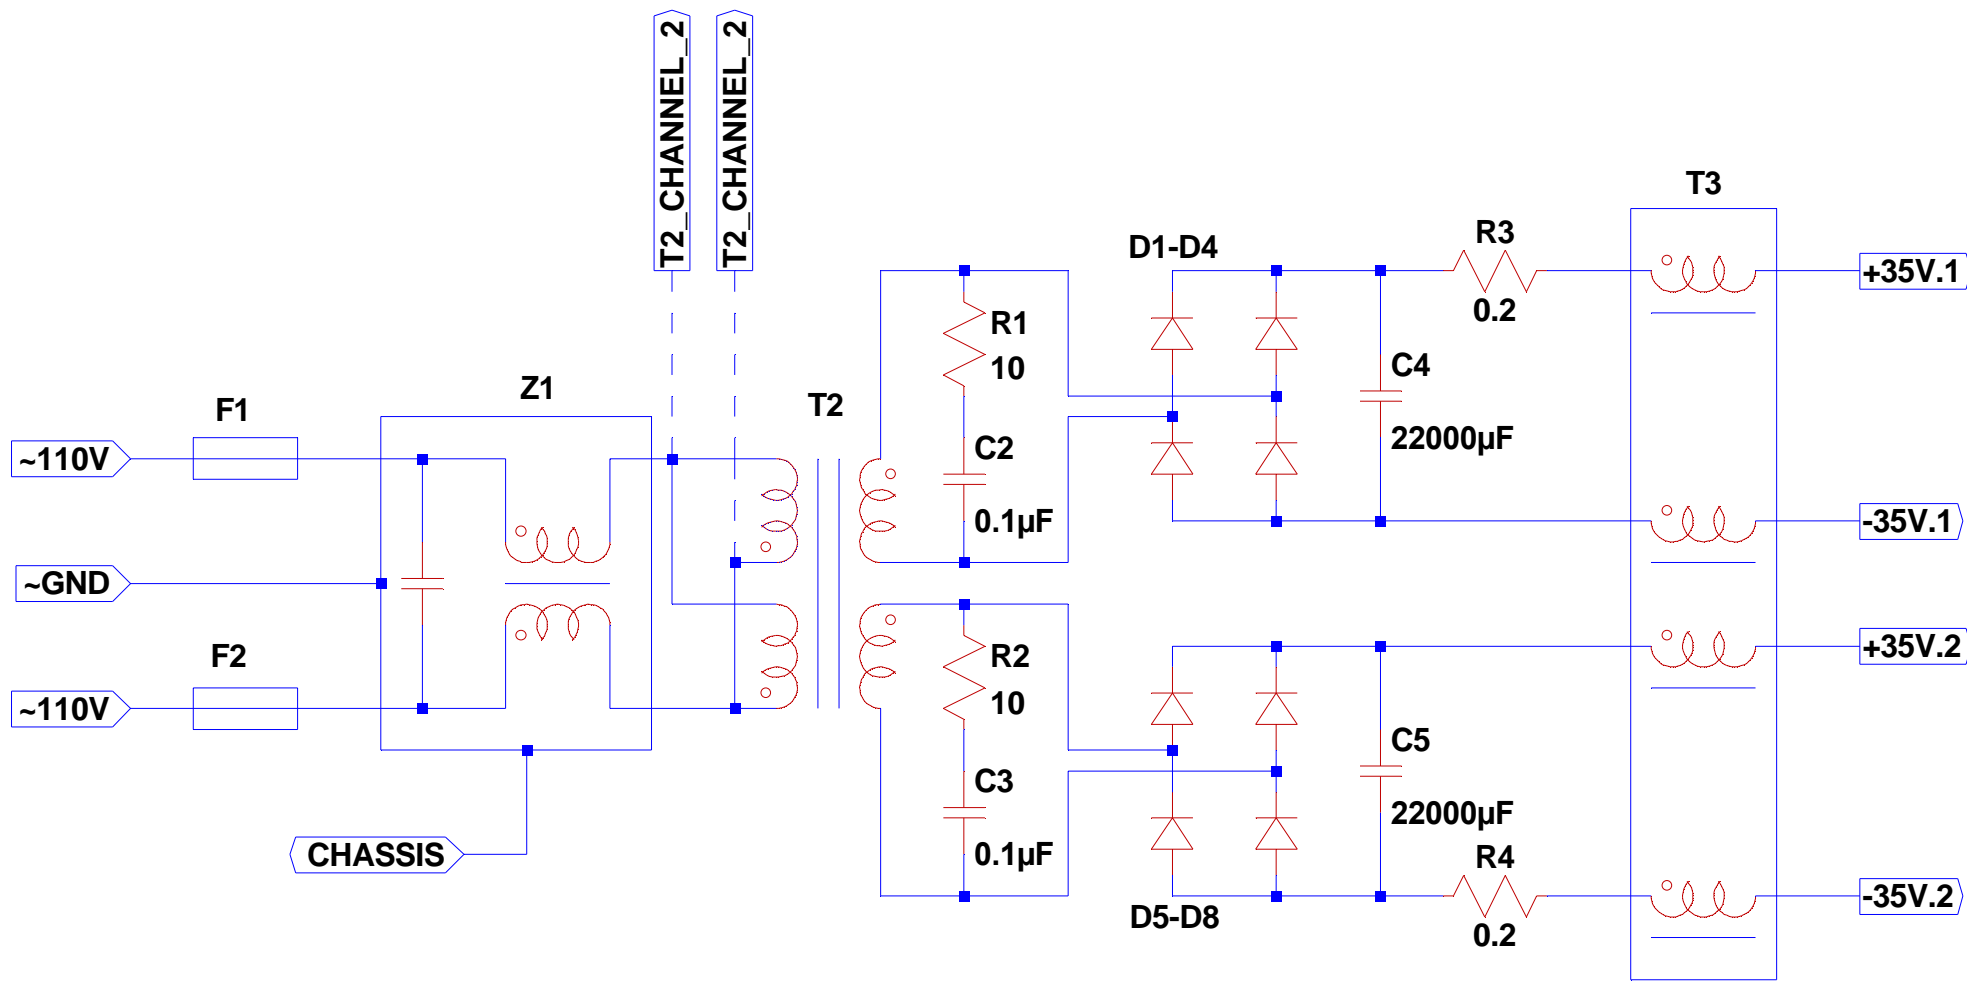 T2_CHANNEL_2
T2_CHANNEL_2
T3
R3
D1-D4
+35V.1
0.2
R1
10
C4
Z1
F1
T2
22000µF
~110V
C2
0.1µF
-35V.1
~GND
F2
R2
10
+35V.2
~110V
C5
C3
22000µF
CHASSIS
0.1µF
R4
-35V.2
D5-D8
0.2